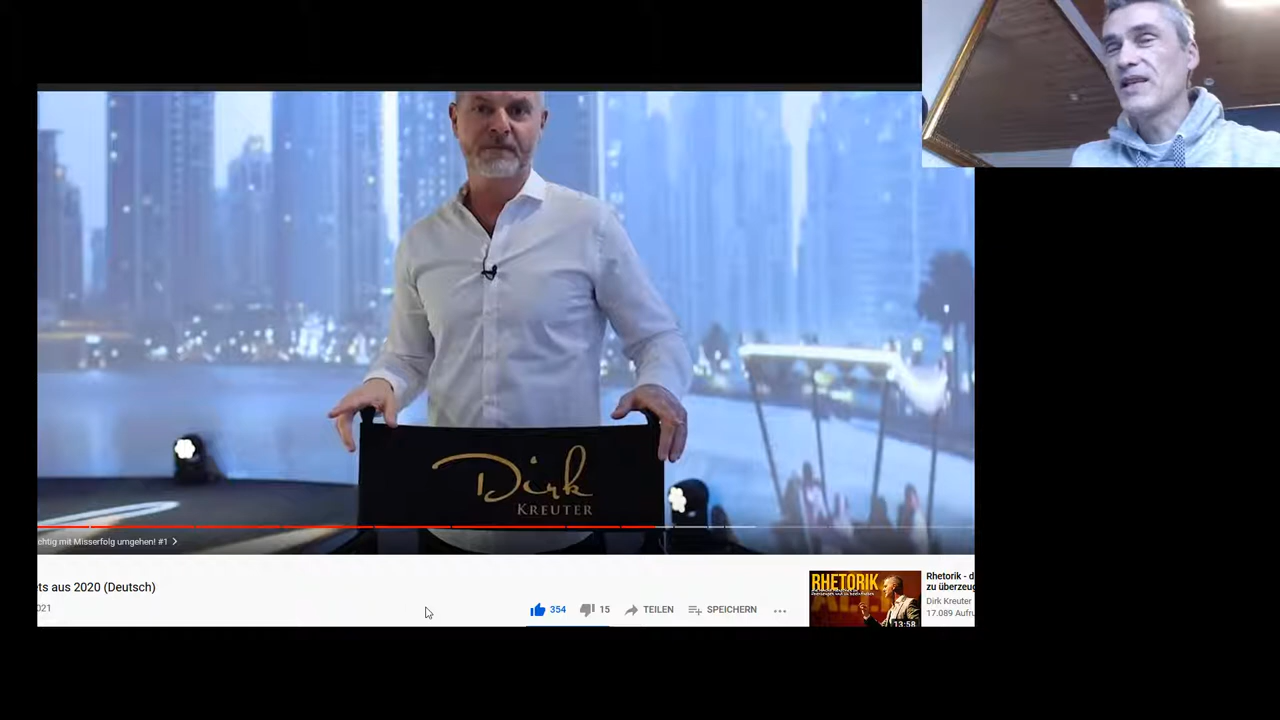 Dirk
KREUTER
chtig mit Misserfolg umgehen! #1
ts aus 2020 (Deutsch)
021
354
15
TEILEN
SPEICHERN
RHETORIK
13:58
Rhetorik - d
zu überzeug
Dirk Kreuter
17.089 Aufru